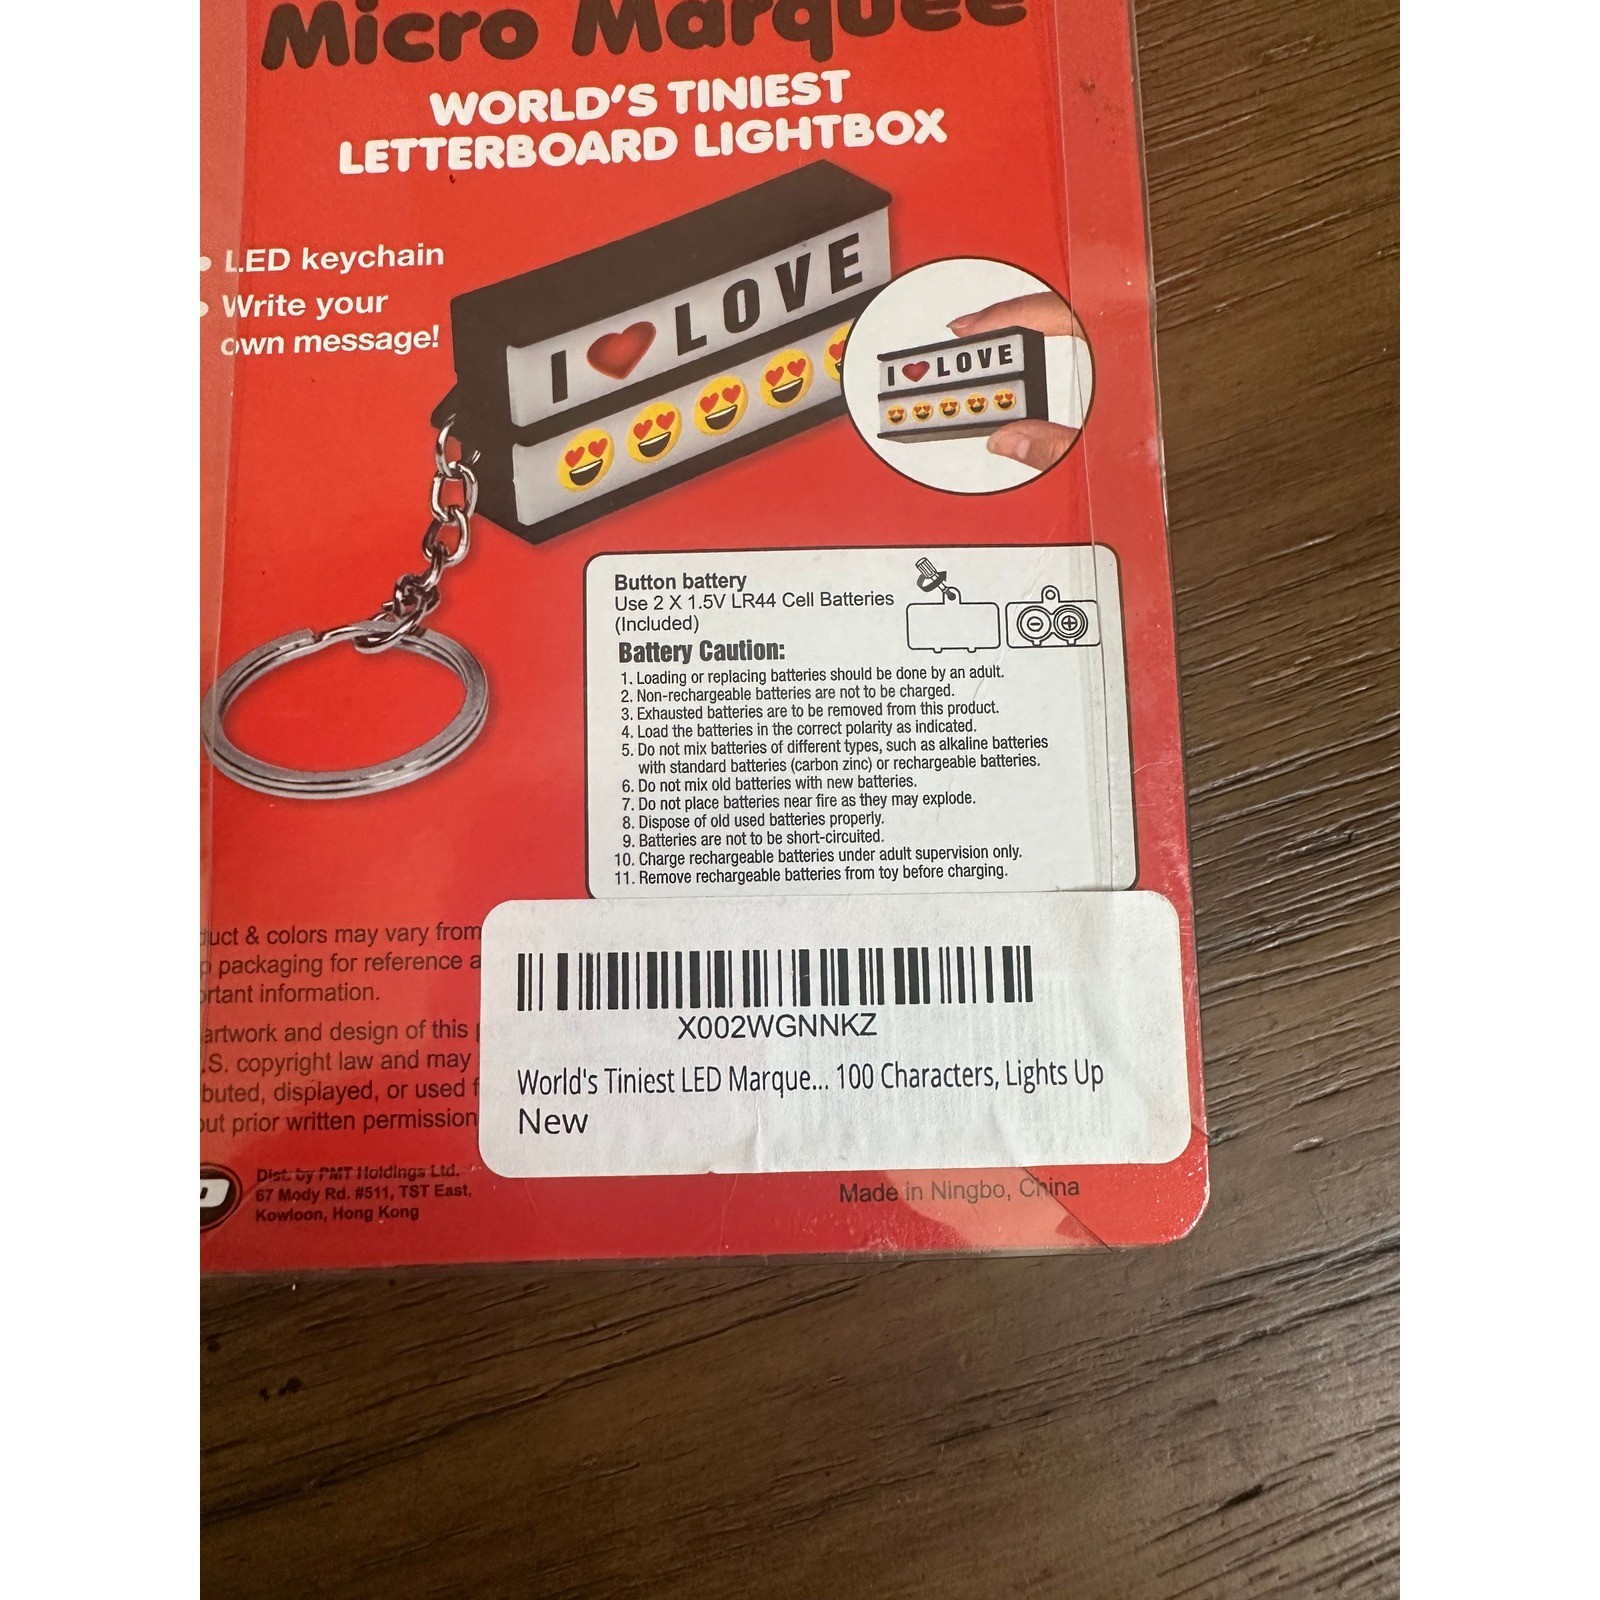 Micro Marquee
WORLD'S TINIEST
LETTERBOARD LIGHTBOX
• LED keychain
• Write your
own message!
I ❤ LOVE
I ❤ LOVE
Button battery
Use 2 X 1.5V LR44 Cell Batteries
(Included)
Battery Caution:
1. Loading or replacing batteries should be done by an adult.
2. Non-rechargeable batteries are not to be charged.
3. Exhausted batteries are to be removed from this product.
4. Load the batteries in the correct polarity as indicated.
5. Do not mix batteries of different types, such as alkaline batteries
with standard batteries (carbon zinc) or rechargeable batteries.
6. Do not mix old batteries with new batteries.
7. Do not place batteries near fire as they may explode.
8. Dispose of old used batteries properly.
9. Batteries are not to be short-circuited.
10. Charge rechargeable batteries under adult supervision only.
11. Remove rechargeable batteries from toy before charging.
duct & colors may vary from
packaging for reference a
ortant information.
artwork and design of this
.S. copyright law and may
buted, displayed, or used f
out prior written permission
X002WGNNKZ
World's Tiniest LED Marque... 100 Characters, Lights Up
New
Dist. by PMT Holdings Ltd.
67 Mody Rd. #511, TST East,
Kowloon, Hong Kong
Made in Ningbo, China